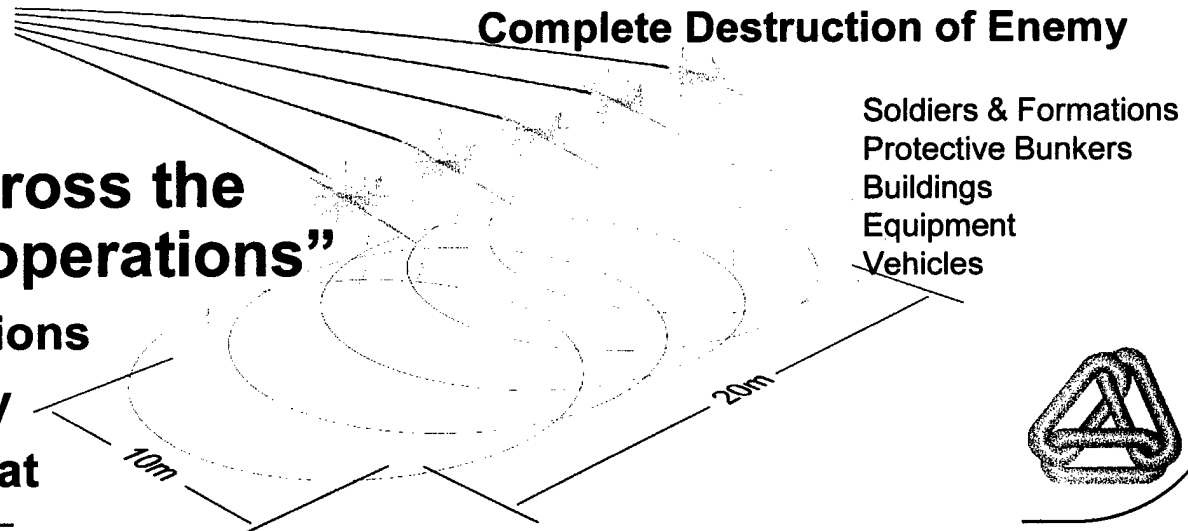 Complete Destruction of Enemy
Soldiers & Formations
Protective Bunkers
Buildings
Equipment
Vehicles
ross the
operations”
ions
y
at
10m
20m